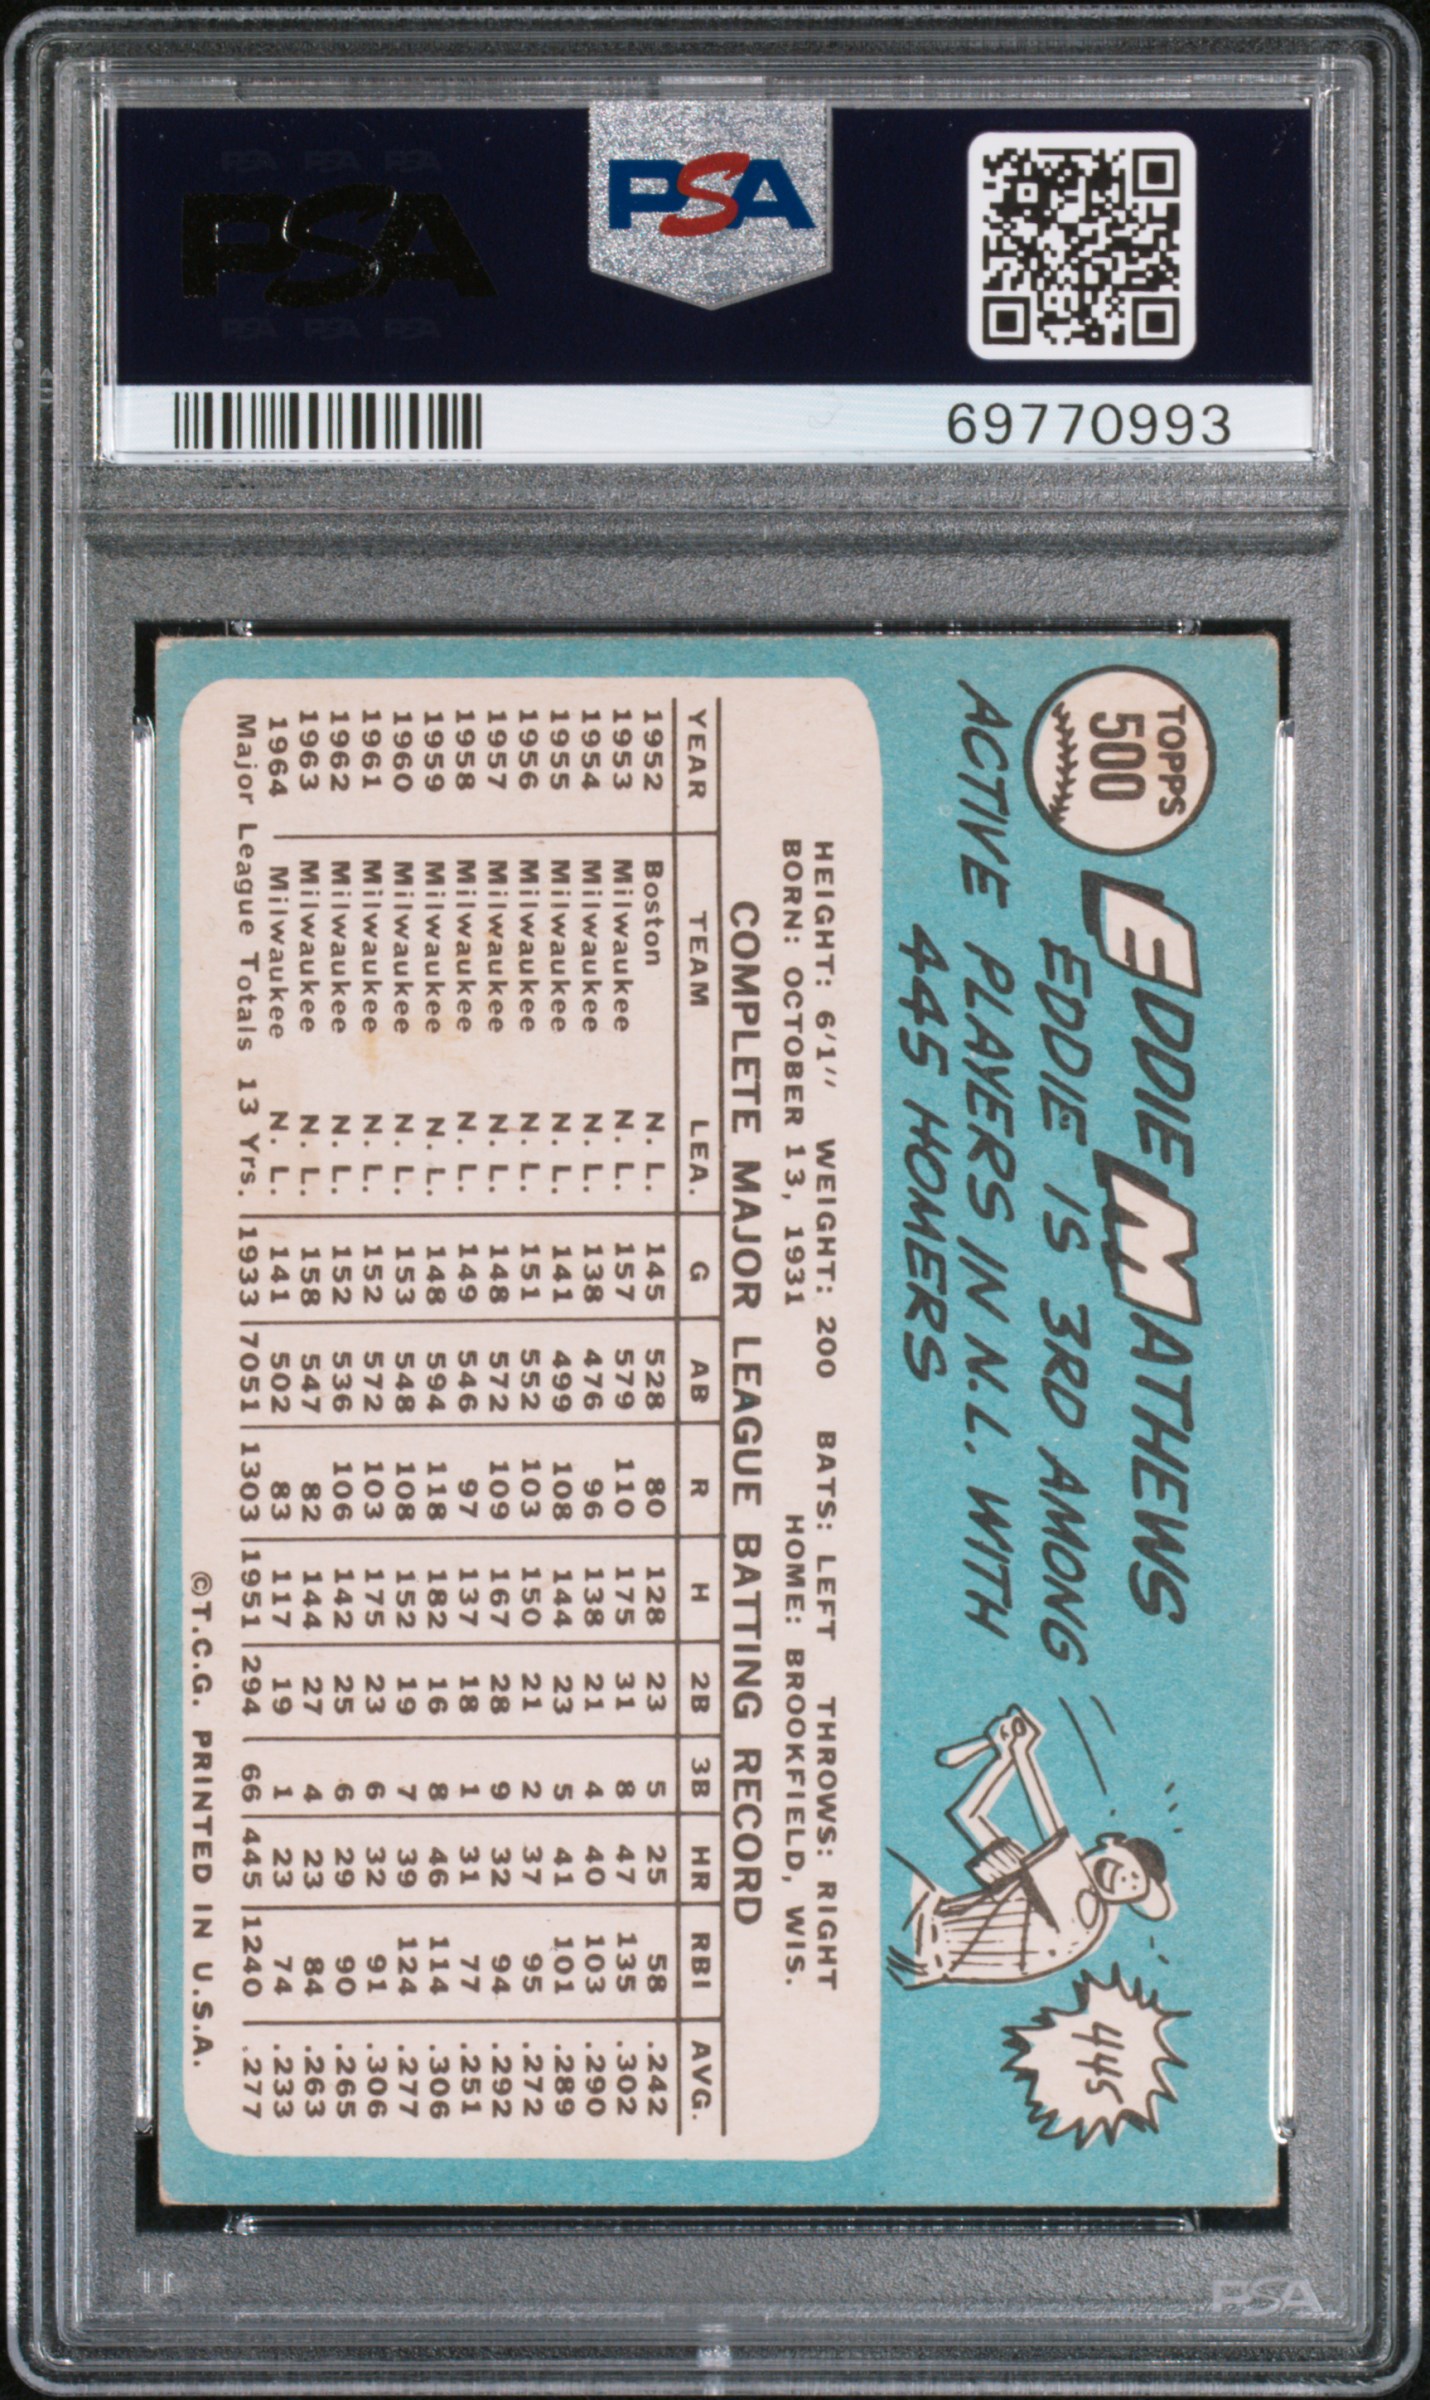 PSA PSA PSA
PSA
PSA PSA PSA
PSA
69770993
TOPPS
500
EDDIE MATHEWS
EDDIE IS 3RD AMONG
ACTIVE PLAYERS IN N.L. WITH
445 HOMERS
445
HEIGHT: 6'1" WEIGHT: 200 BATS: LEFT THROWS: RIGHT
BORN: OCTOBER 13, 1931 HOME: BROOKFIELD, WIS.
COMPLETE MAJOR LEAGUE BATTING RECORD
YEAR TEAM LEA. G AB R H 2B 3B HR RBI AVG.
1952 Boston N. L. 145 528 80 128 23 5 25 58 .242
1953 Milwaukee N. L. 157 579 110 175 31 8 47 135 .302
1954 Milwaukee N. L. 138 476 96 138 21 4 40 103 .290
1955 Milwaukee N. L. 141 499 108 144 23 5 41 101 .289
1956 Milwaukee N. L. 151 552 103 150 21 2 37 95 .272
1957 Milwaukee N. L. 148 572 109 167 28 9 32 94 .292
1958 Milwaukee N. L. 149 546 97 137 18 1 31 77 .251
1959 Milwaukee N. L. 148 594 118 182 16 8 46 114 .306
1960 Milwaukee N. L. 153 548 108 152 19 7 39 124 .277
1961 Milwaukee N. L. 152 572 103 175 23 6 32 91 .306
1962 Milwaukee N. L. 152 536 106 142 25 6 29 90 .265
1963 Milwaukee N. L. 158 547 82 144 27 4 23 84 .263
1964 Milwaukee N. L. 141 502 83 117 19 1 23 74 .233
Major League Totals 13 Yrs. 1933 7051 1303 1951 294 66 445 1240 .277
©T.C.G. PRINTED IN U.S.A.
PSA